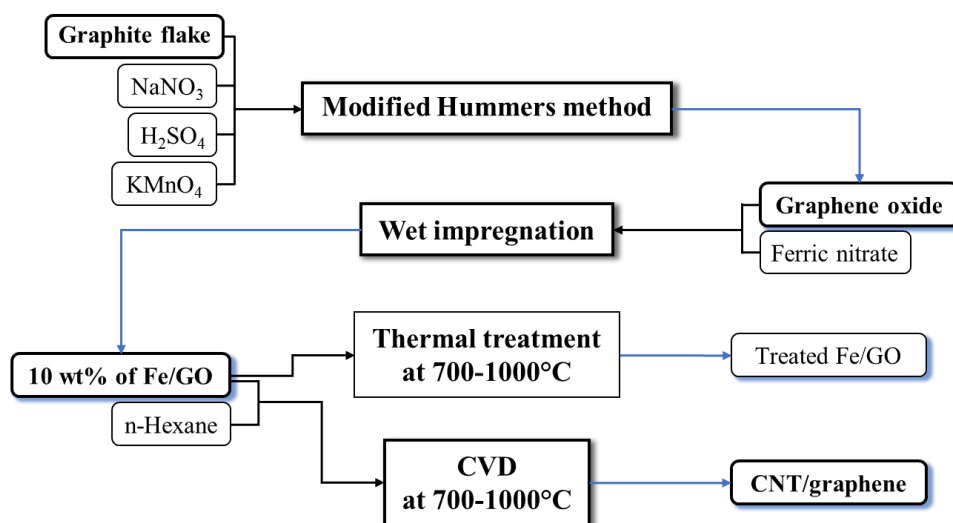 Graphite flake
NaNO₃
H₂SO₄
KMnO₄
Modified Hummers method
Graphene oxide
Ferric nitrate
Wet impregnation
10 wt% of Fe/GO
n-Hexane
Thermal treatment
at 700-1000°C
Treated Fe/GO
CVD
at 700-1000°C
CNT/graphene